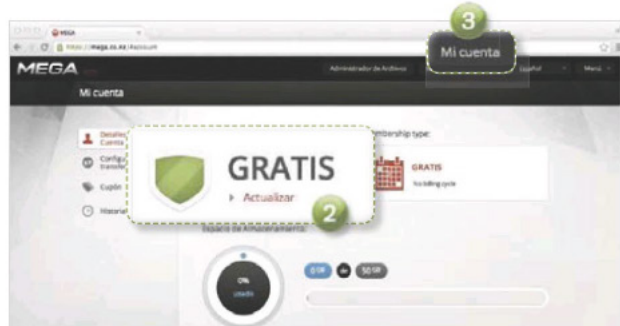 3
MEGA
https://mega.co.nz/#account
MEGA
Administrador de Archivos
Mi cuenta
Español
Menú
Mi cuenta
Detalles
Cuenta
Cupón
Historial
GRATIS
Actualizar
2
membership type:
GRATIS
No billing cycle
Espacio de Almacenamiento:
0%
usado
0 GB de 50 GB